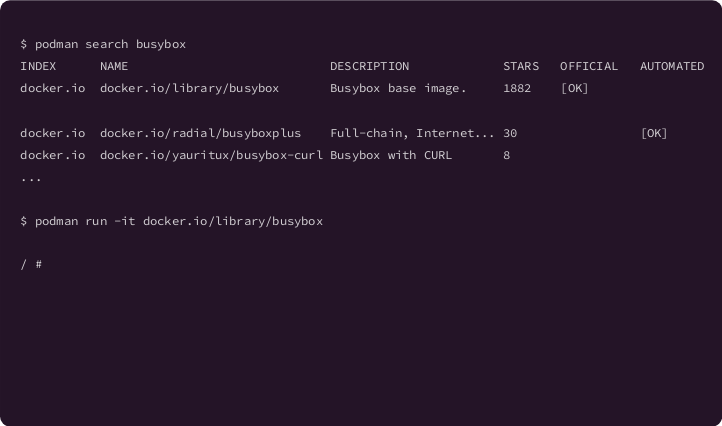 $ podman search busybox
INDEX NAME DESCRIPTION STARS OFFICIAL AUTOMATED
docker.io docker.io/library/busybox Busybox base image. 1882 [OK]
docker.io docker.io/radial/busyboxplus Full-chain, Internet... 30 [OK]
docker.io docker.io/yauritux/busybox-curl Busybox with CURL 8
...
$ podman run -it docker.io/library/busybox
/ #